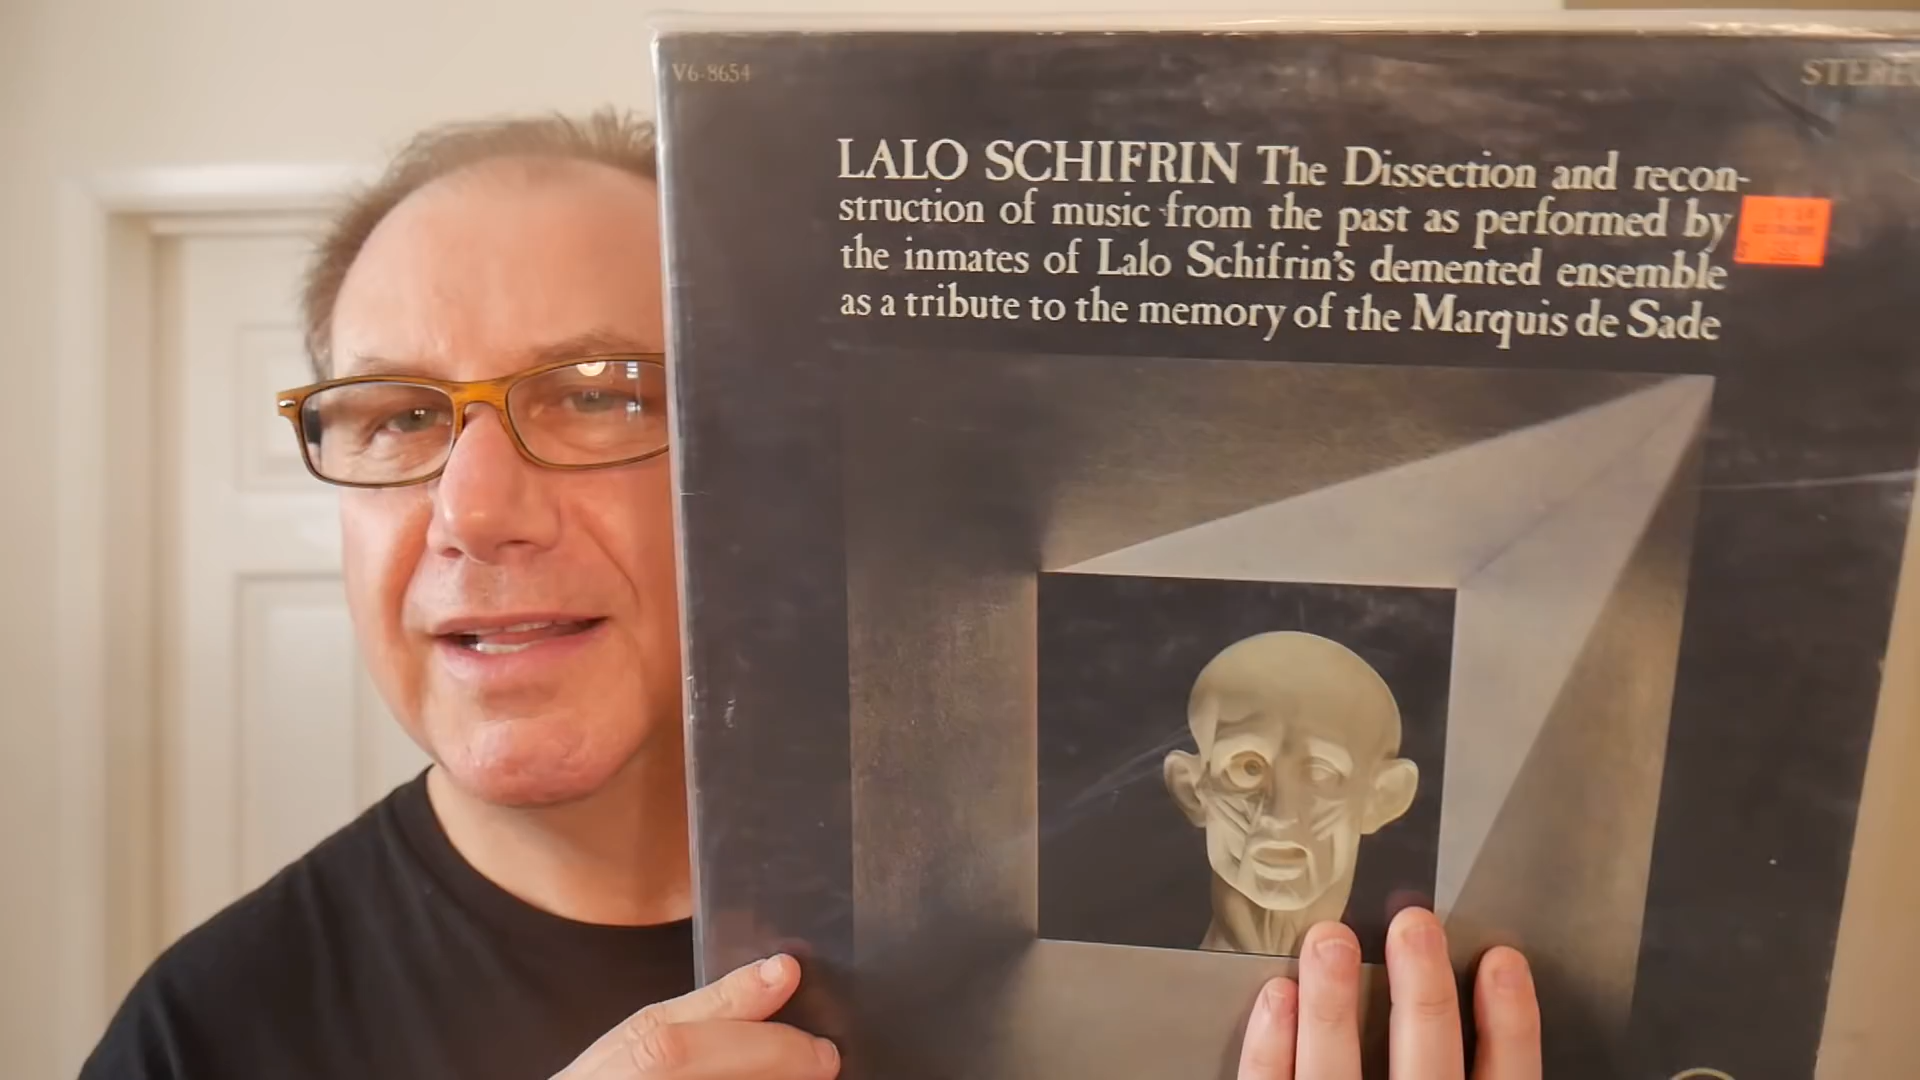 V6-8654
STEREO
LALO SCHIFRIN The Dissection and recon-
struction of music from the past as performed by
the inmates of Lalo Schifrin's demented ensemble
as a tribute to the memory of the Marquis de Sade